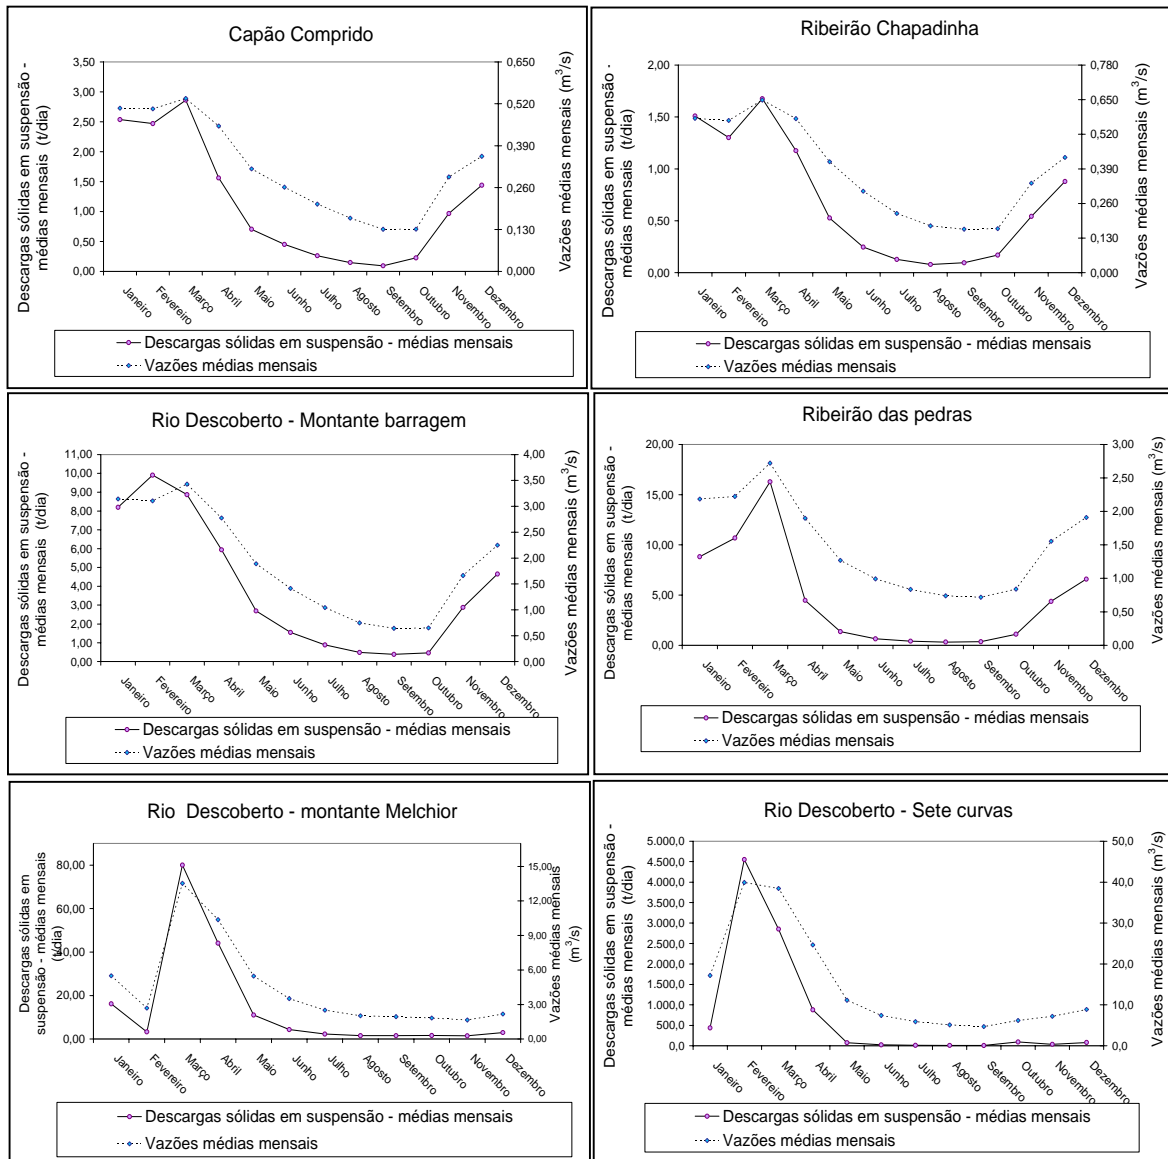 Capão Comprido
Descargas sólidas em suspensão -
médias mensais (t/dia)
3,50
3,00
2,50
2,00
1,50
1,00
0,50
0,00
0,650
0,520
0,390
0,260
0,130
0,000
Vazões médias mensais (m³/s)
Janeiro
Fevereiro
Março
Abril
Maio
Junho
Julho
Agosto
Setembro
Outubro
Novembro
Dezembro
Descargas sólidas em suspensão - médias mensais
Vazões médias mensais
Ribeirão Chapadinha
Descargas sólidas em suspensão -
médias mensais (t/dia)
2,00
1,50
1,00
0,50
0,00
0,780
0,650
0,520
0,390
0,260
0,130
0,000
Vazões médias mensais (m³/s)
Janeiro
Fevereiro
Março
Abril
Maio
Junho
Julho
Agosto
Setembro
Outubro
Novembro
Dezembro
Descargas sólidas em suspensão - médias mensais
Vazões médias mensais
Rio Descoberto - Montante barragem
Descargas sólidas em suspensão -
médias mensais (t/dia)
11,00
10,00
9,00
8,00
7,00
6,00
5,00
4,00
3,00
2,00
1,00
0,00
4,00
3,50
3,00
2,50
2,00
1,50
1,00
0,50
0,00
Vazões médias mensais (m³/s)
Janeiro
Fevereiro
Março
Abril
Maio
Junho
Julho
Agosto
Setembro
Outubro
Novembro
Dezembro
Descargas sólidas em suspensão - médias mensais
Vazões médias mensais
Ribeirão das pedras
Descargas sólidas em suspensão -
médias mensais (t/dia)
20,00
15,00
10,00
5,00
0,00
3,00
2,50
2,00
1,50
1,00
0,50
0,00
Vazões médias mensais (m³/s)
Janeiro
Fevereiro
Março
Abril
Maio
Junho
Julho
Agosto
Setembro
Outubro
Novembro
Dezembro
Descargas sólidas em suspensão - médias mensais
Vazões médias mensais
Rio Descoberto - montante Melchior
Descargas sólidas em
suspensão - médias mensais
(t/dia)
80,00
60,00
40,00
20,00
0,00
15,00
12,00
9,00
6,00
3,00
0,00
Vazões médias mensais
(m³/s)
Janeiro
Fevereiro
Março
Abril
Maio
Junho
Julho
Agosto
Setembro
Outubro
Novembro
Dezembro
Descargas sólidas em suspensão - médias mensais
Vazões médias mensais
Rio Descoberto - Sete curvas
Descargas sólidas em suspensão -
médias mensais (t/dia)
5.000,0
4.500,0
4.000,0
3.500,0
3.000,0
2.500,0
2.000,0
1.500,0
1.000,0
500,0
0,0
50,0
40,0
30,0
20,0
10,0
0,0
Vazões médias mensais (m³/s)
Janeiro
Fevereiro
Março
Abril
Maio
Junho
Julho
Agosto
Setembro
Outubro
Novembro
Dezembro
Descargas sólidas em suspensão - médias mensais
Vazões médias mensais